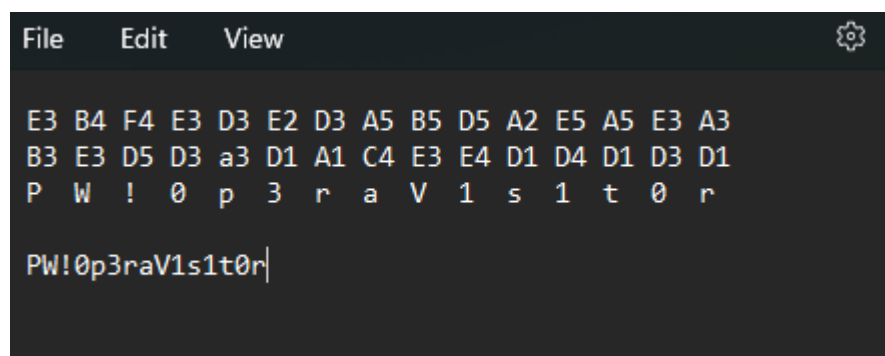 File Edit View
E3 B4 F4 E3 D3 E2 D3 A5 B5 D5 A2 E5 A5 E3 A3
B3 E3 D5 D3 a3 D1 A1 C4 E3 E4 D1 D4 D1 D3 D1
P W ! 0 p 3 r a V 1 s 1 t 0 r
PW!0p3raV1s1t0r